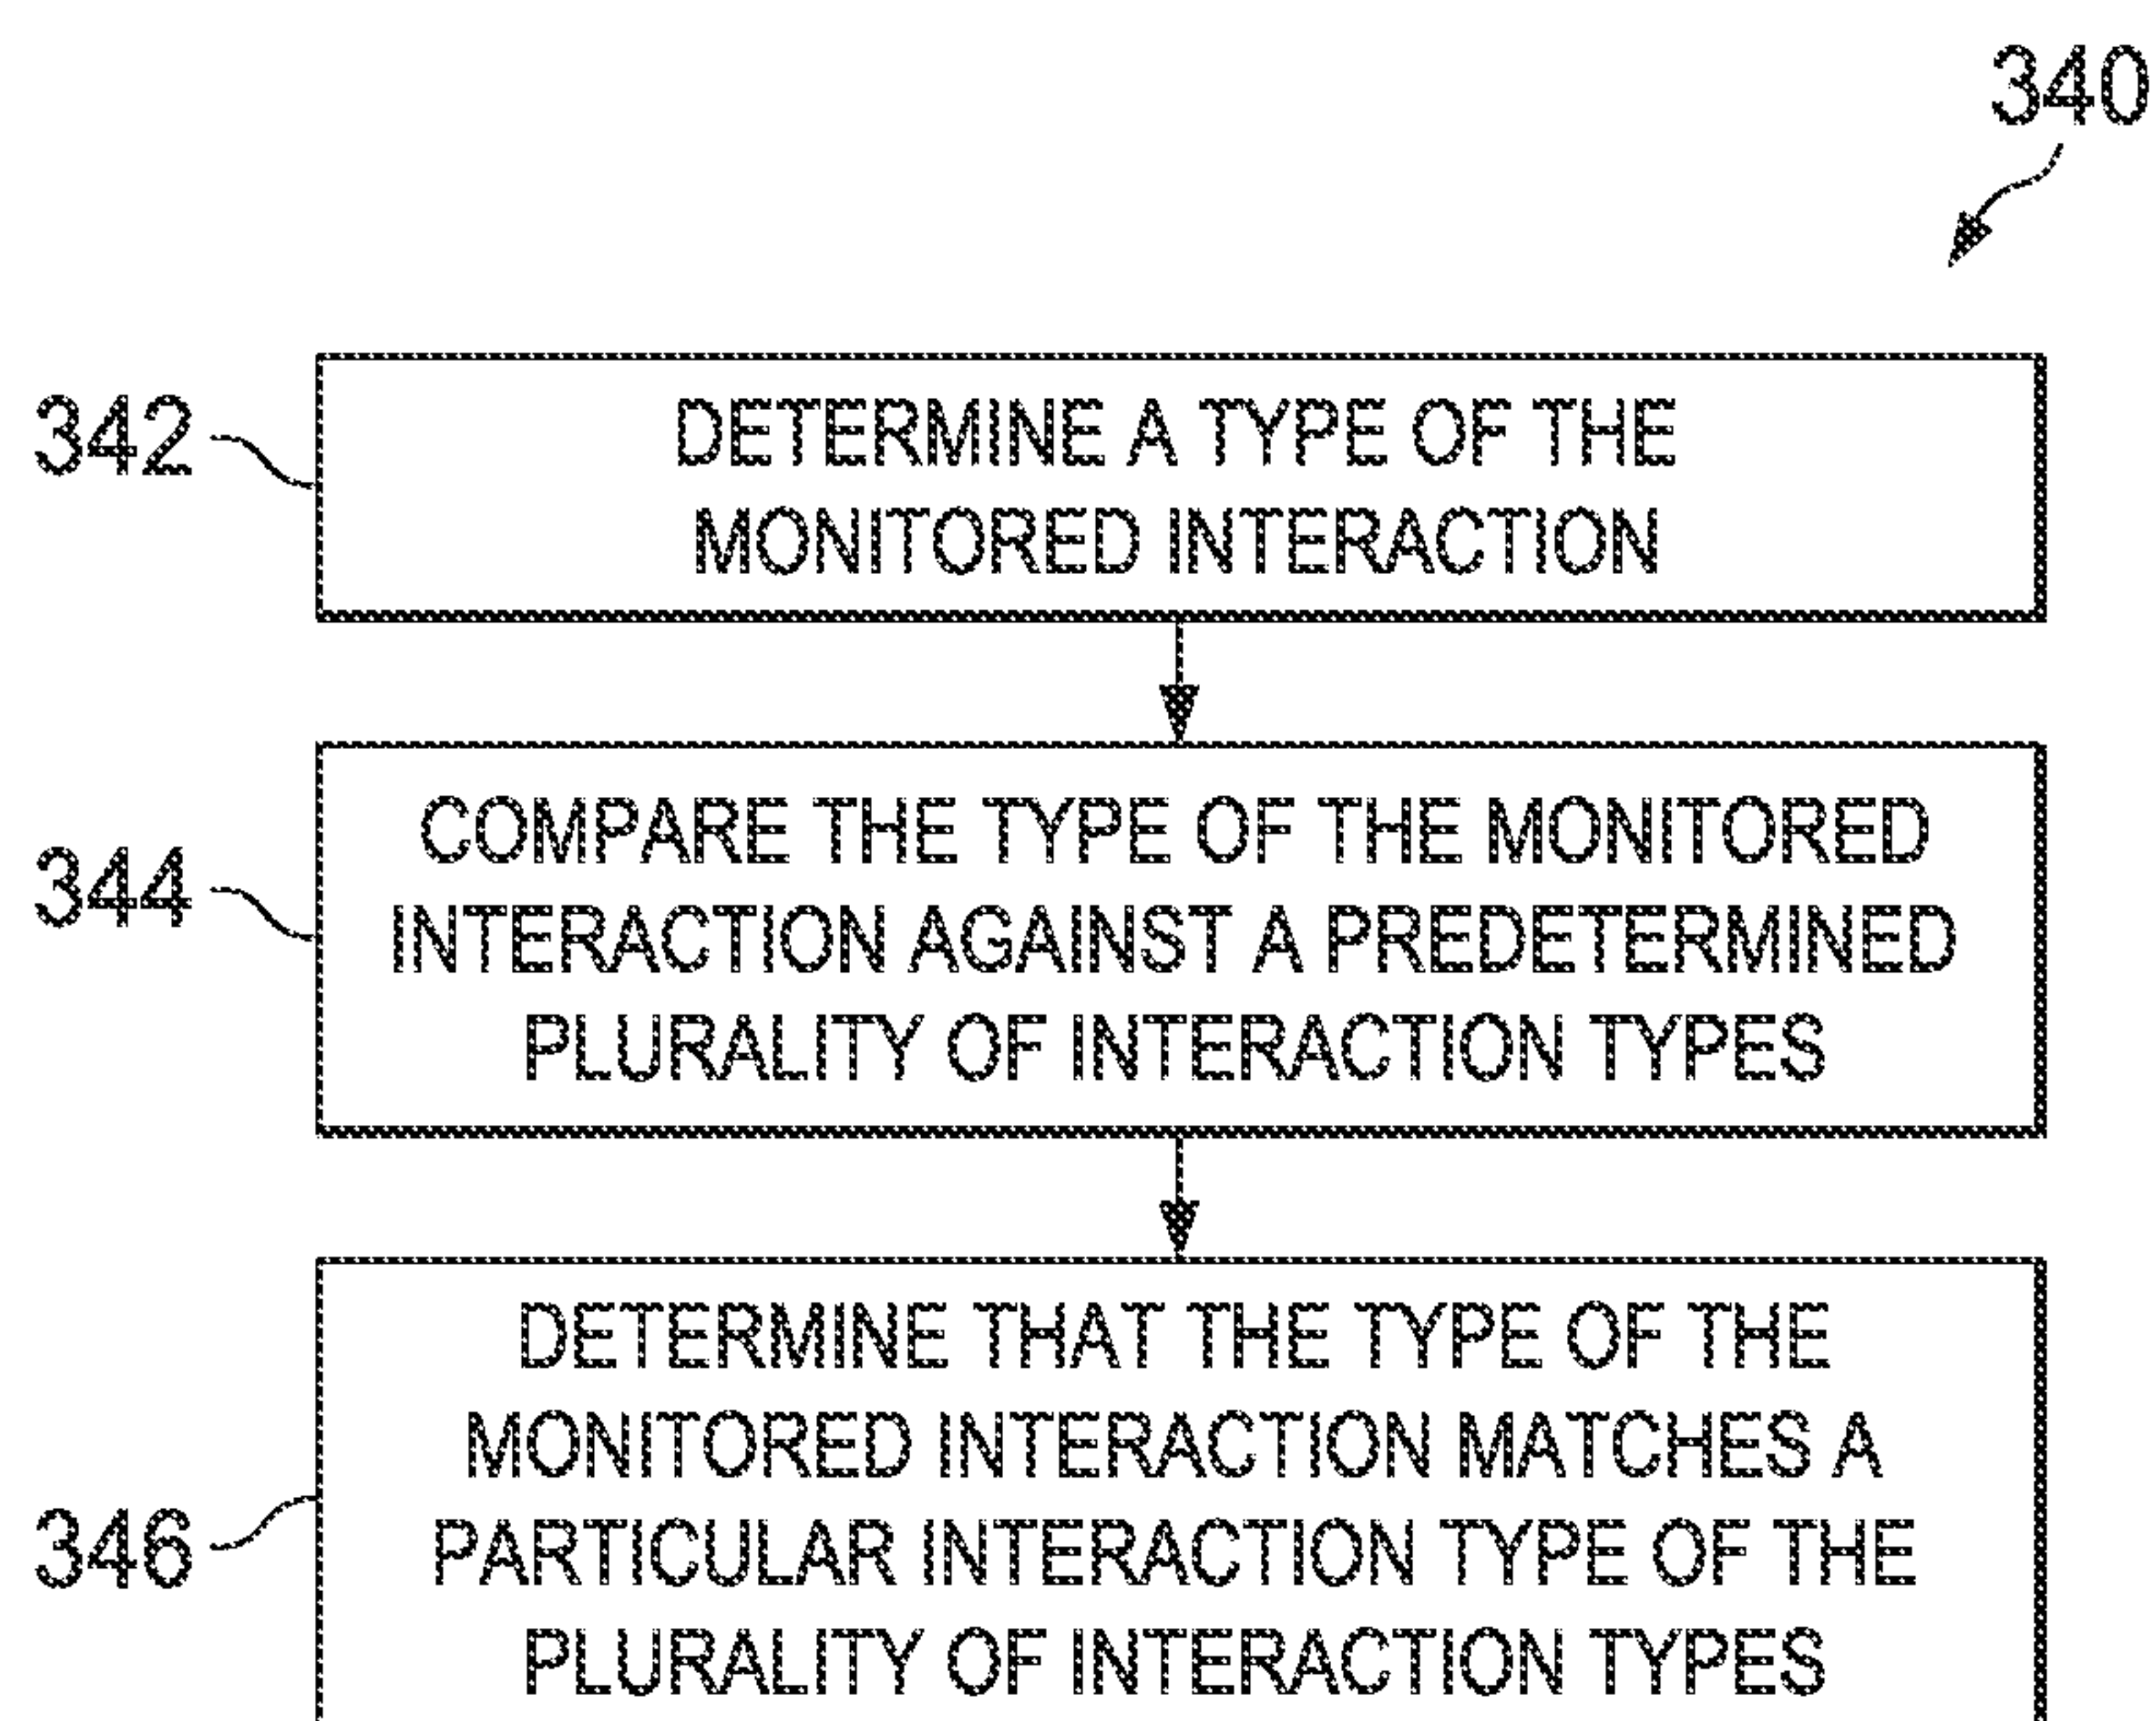 340
342
DETERMINE A TYPE OF THE
MONITORED INTERACTION
344
COMPARE THE TYPE OF THE MONITORED
INTERACTION AGAINST A PREDETERMINED
PLURALITY OF INTERACTION TYPES
346
DETERMINE THAT THE TYPE OF THE
MONITORED INTERACTION MATCHES A
PARTICULAR INTERACTION TYPE OF THE
PLURALITY OF INTERACTION TYPES